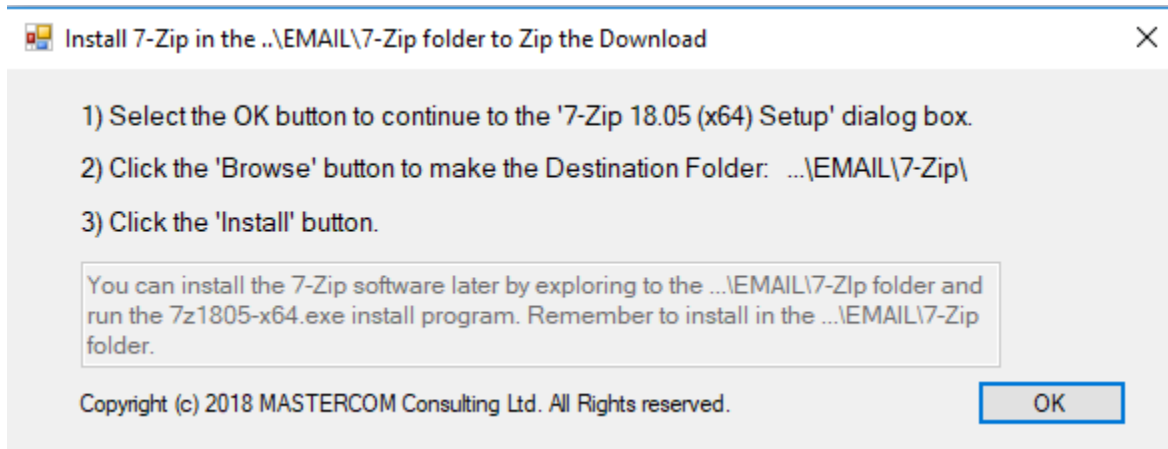 Install 7-Zip in the ..\EMAIL\7-Zip folder to Zip the Download
1) Select the OK button to continue to the '7-Zip 18.05 (x64) Setup' dialog box.
2) Click the 'Browse' button to make the Destination Folder: ...\EMAIL\7-Zip\
3) Click the 'Install' button.
You can install the 7-Zip software later by exploring to the ...\EMAIL\7-ZIp folder and
run the 7z1805-x64.exe install program. Remember to install in the ...\EMAIL\7-Zip
folder.
Copyright (c) 2018 MASTERCOM Consulting Ltd. All Rights reserved.
OK